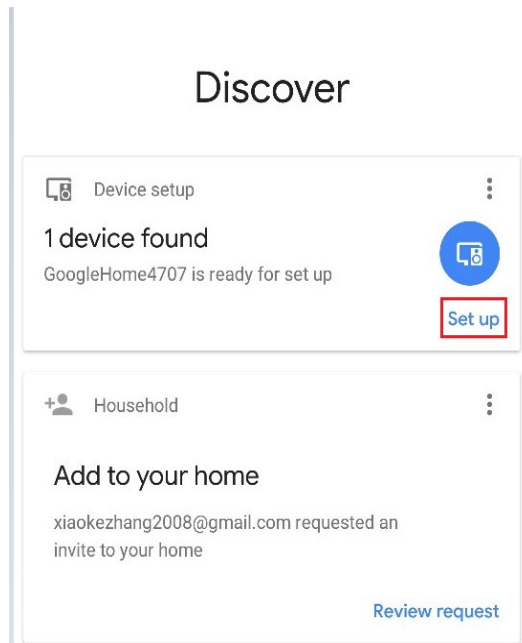 Discover
Device setup
1 device found
GoogleHome4707 is ready for set up
Set up
Household
Add to your home
xiaokezhang2008@gmail.com requested an
invite to your home
Review request